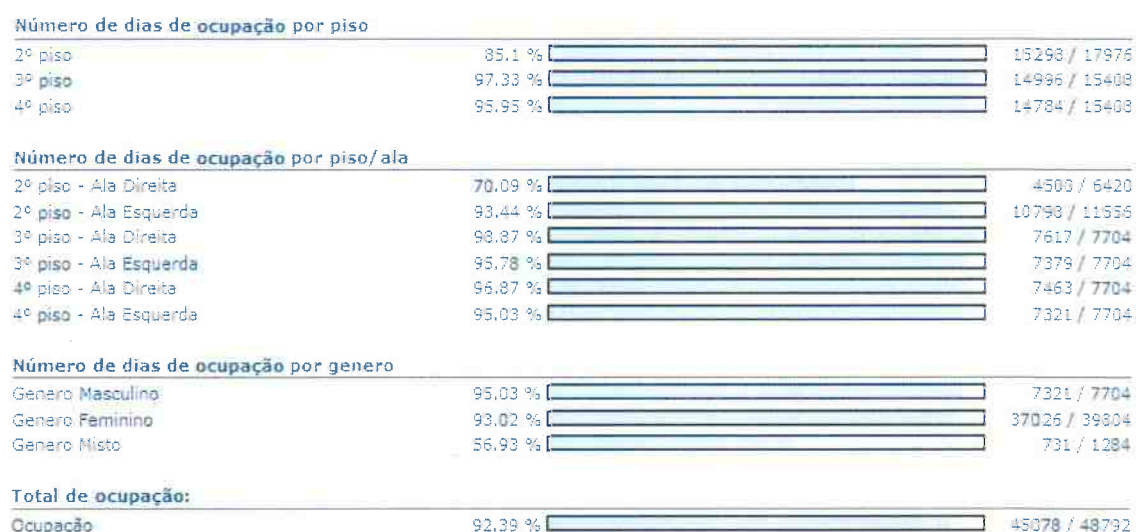 Número de dias de ocupação por piso
2º piso 85.1 % 15298 / 17976
3º piso 97.33 % 14996 / 15408
4º piso 95.95 % 14784 / 15408
Número de dias de ocupação por piso/ala
2º piso - Ala Direita 70.09 % 4500 / 6420
2º piso - Ala Esquerda 93.44 % 10798 / 11556
3º piso - Ala Direita 98.87 % 7617 / 7704
3º piso - Ala Esquerda 95.78 % 7379 / 7704
4º piso - Ala Direita 96.87 % 7463 / 7704
4º piso - Ala Esquerda 95.03 % 7321 / 7704
Número de dias de ocupação por genero
Genero Masculino 95.03 % 7321 / 7704
Genero Feminino 93.02 % 37026 / 39804
Genero Misto 56.93 % 731 / 1284
Total de ocupação:
Ocupação 92.39 % 45078 / 48792